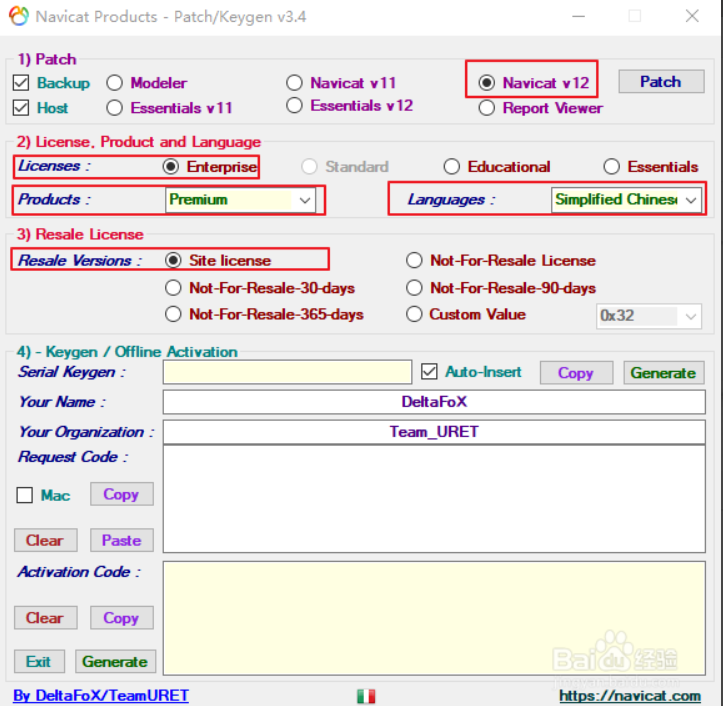 Navicat Products - Patch/Keygen v3.4
1) Patch
Backup Modeler Navicat v11 Navicat v12 Patch
Host Essentials v11 Essentials v12 Report Viewer
2) License, Product and Language
Licenses : Enterprise Standard Educational Essentials
Products : Premium Languages : Simplified Chines
3) Resale License
Resale Versions : Site license Not-For-Resale License
Not-For-Resale-30-days Not-For-Resale-90-days
Not-For-Resale-365-days Custom Value 0x32
4) - Keygen / Offline Activation
Serial Keygen : Auto-Insert Copy Generate
Your Name : DeltaFoX
Your Organization : Team_URET
Request Code :
Mac Copy
Clear Paste
Activation Code :
Clear Copy
Exit Generate
Baidu 经验
By DeltaFoX/TeamURET https://navicat.com